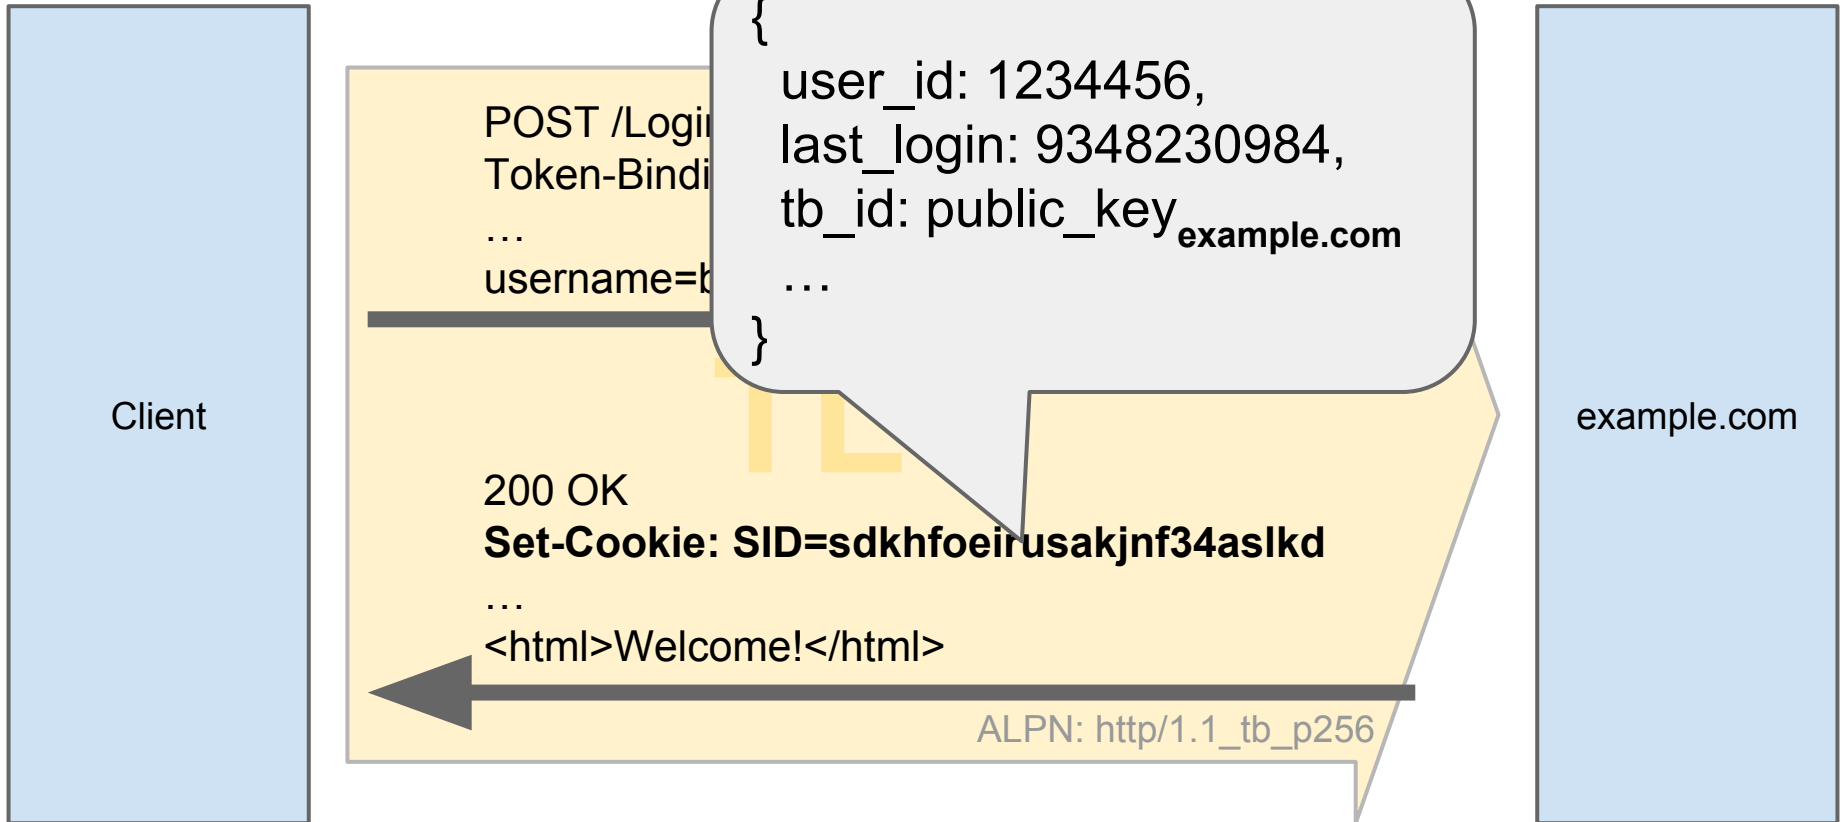 Client
POST /Logi
Token-Bindi
…
username=
{
user_id: 1234456,
last_login: 9348230984,
tb_id: public_key example.com
…
}
TL
200 OK
Set-Cookie: SID=sdkhfoeirusakjnf34aslkd
…
<html>Welcome!</html>
ALPN: http/1.1_tb_p256
example.com